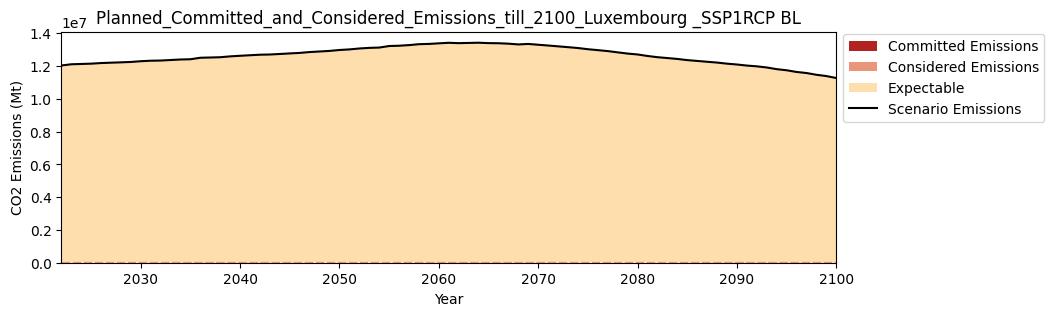 Planned_Committed_and_Considered_Emissions_till_2100_Luxembourg _SSP1RCP BL
1e7
1.4
1.2
1.0
0.8
0.6
0.4
0.2
0.0
CO2 Emissions (Mt)
2030 2040 2050 2060 2070 2080 2090 2100
Year
Committed Emissions
Considered Emissions
Expectable
Scenario Emissions